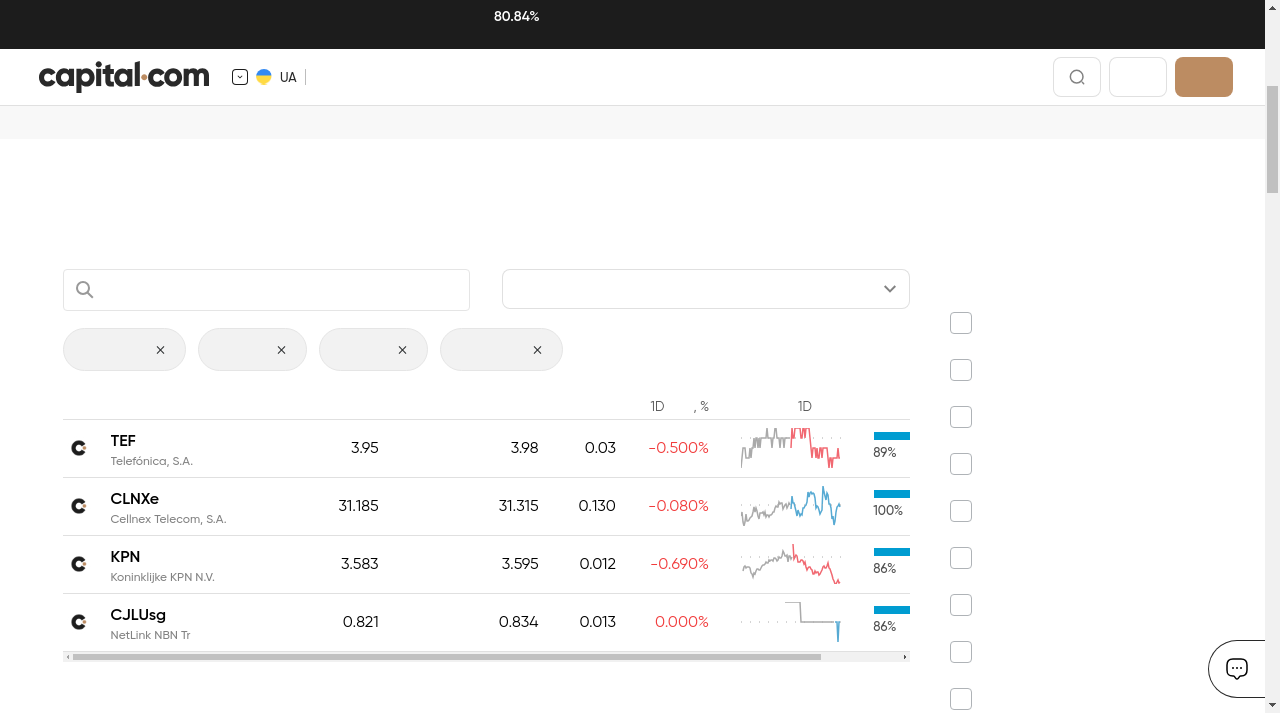 80.84%
capital.com
UA
1D , % 1D
TEF 3.95 3.98 0.03 -0.500%
Telefónica, S.A. 89%
CLNXe 31.185 31.315 0.130 -0.080%
Cellnex Telecom, S.A. 100%
KPN 3.583 3.595 0.012 -0.690%
Koninklijke KPN N.V. 86%
CJLUsg 0.821 0.834 0.013 0.000%
NetLink NBN Tr 86%